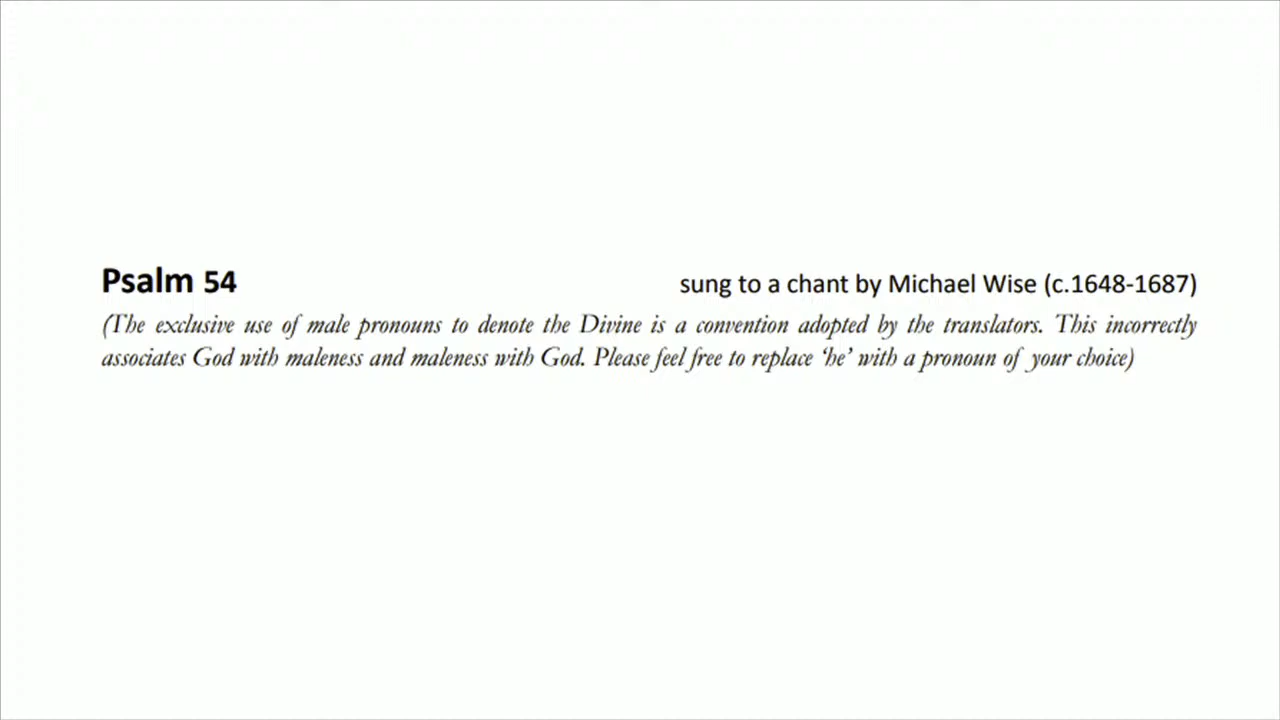 Psalm 54 sung to a chant by Michael Wise (c.1648-1687)
(The exclusive use of male pronouns to denote the Divine is a convention adopted by the translators. This incorrectly
associates God with maleness and maleness with God. Please feel free to replace ‘he’ with a pronoun of your choice)